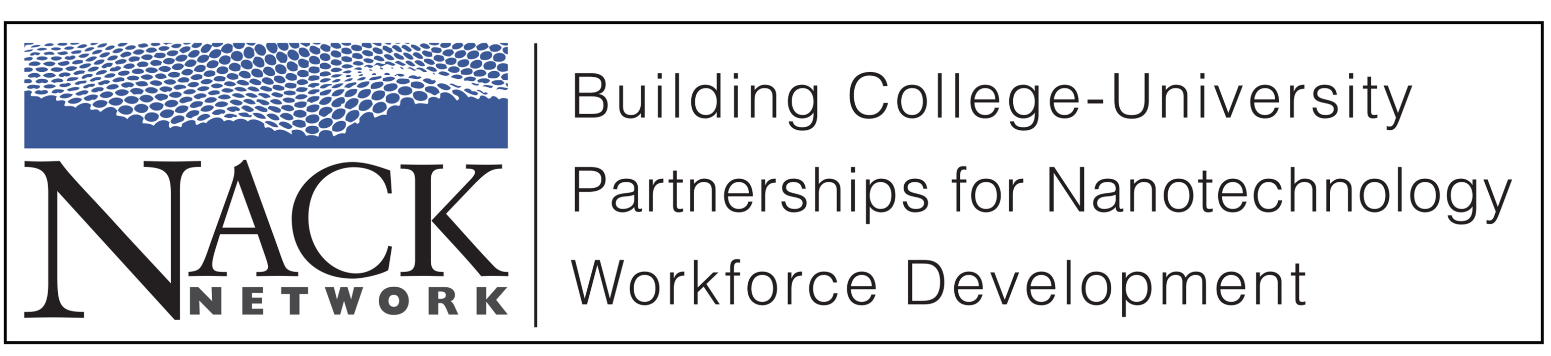 NACK
NETWORK
Building College-University
Partnerships for Nanotechnology
Workforce Development